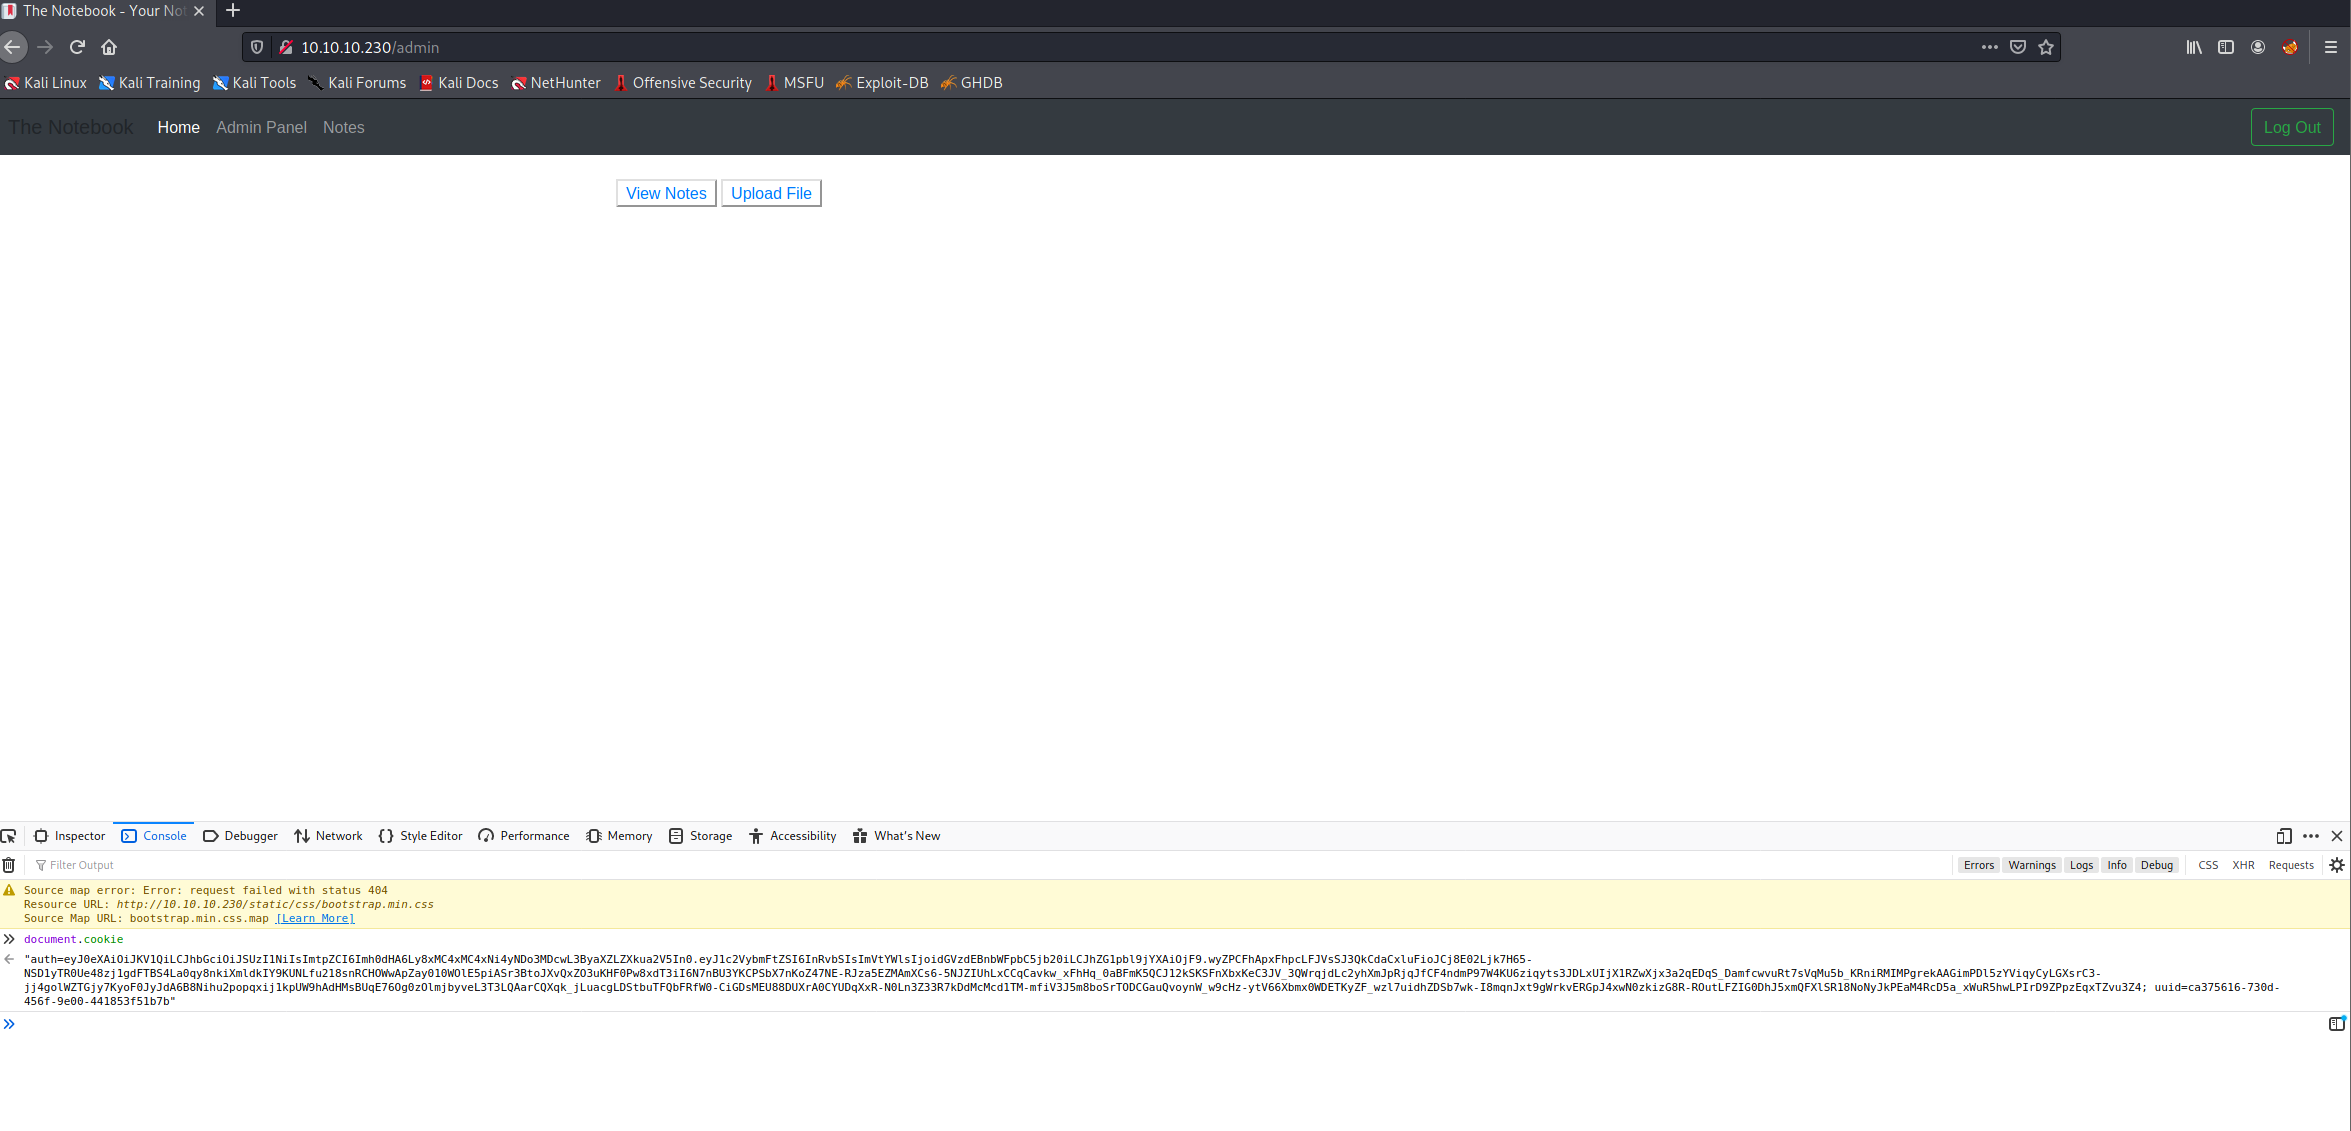 The Notebook - Your Not
10.10.10.230/admin
Kali Linux Kali Training Kali Tools Kali Forums Kali Docs NetHunter Offensive Security MSFU Exploit-DB GHDB
The Notebook Home Admin Panel Notes Log Out
View Notes Upload File
Inspector Console Debugger Network Style Editor Performance Memory Storage Accessibility What's New
Filter Output Errors Warnings Logs Info Debug CSS XHR Requests
Source map error: Error: request failed with status 404
Resource URL: http://10.10.10.230/static/css/bootstrap.min.css
Source Map URL: bootstrap.min.css.map [Learn More]
document.cookie
"auth=eyJ0eXAiOiJKV1QiLCJhbGciOiJSUzI1NiIsImtpZCI6Imh0dHA6Ly8xMC4xMC4xNi4yNDo3MDcwL3ByaXZLZXkua2V5In0.eyJ1c2VybmFtZSI6InRvbSIsImVtYWlsIjoidGVzdEBnbWFpbC5jb20iLCJhZG1pbl9jYXAiOjF9.wyZPCFhApxFhpcLFJVsSJ3QkCdaCxluFioJCj8E02Ljk7H65-
NSD1yTR0Ue48zj1gdFTBS4La0qy8nkiXmldkIY9KUNLfu218snRCHOWwApZay010WOlE5piASr3BtoJXvQxZO3uKHF0Pw8xdT3iI6N7nBU3YKCPSbX7nKoZ47NE-RJza5EZMAmXCs6-5NJZIUhLxCCqCavkw_xFhHq_0aBFmK5QCJ12kSKSFnXbxKeC3JV_3QWrqjdLc2yhXmJpRjqJfCF4ndmP97W4KU6ziqyts3JDLxUIjX1RZwXjx3a2qEDqS_DamfcwvuRt7sVqMu5b_KRniRMIMPgrekAAGimPDl5zYViqyCyLGXsrC3-
jj4golWZTGjy7KyoF0JyJdA6B8Nihu2popqxij1kpUW9hAdHMsBUqE76Og0zOlmjbyveL3T3LQAarCQXqk_jLuacgLDStbuTFQbFRfW0-CiGDsMEU88DUXrA0CYUDqXxR-N0Ln3Z33R7kDdMcMcd1TM-mfiV3J5m8boSrTODCGauQvoynW_w9cHz-ytV66Xbmx0WDETKyZF_wzl7uidhZDSb7wk-I8mqnJxt9gWrkvERGpJ4xwN0zkizG8R-ROutLFZIG0DhJ5xmQFXlSR18NoNyJkPEaM4RcD5a_xWuR5hwLPIrD9ZPpzEqxTZvu3Z4; uuid=ca375616-730d-
456f-9e00-441853f51b7b"